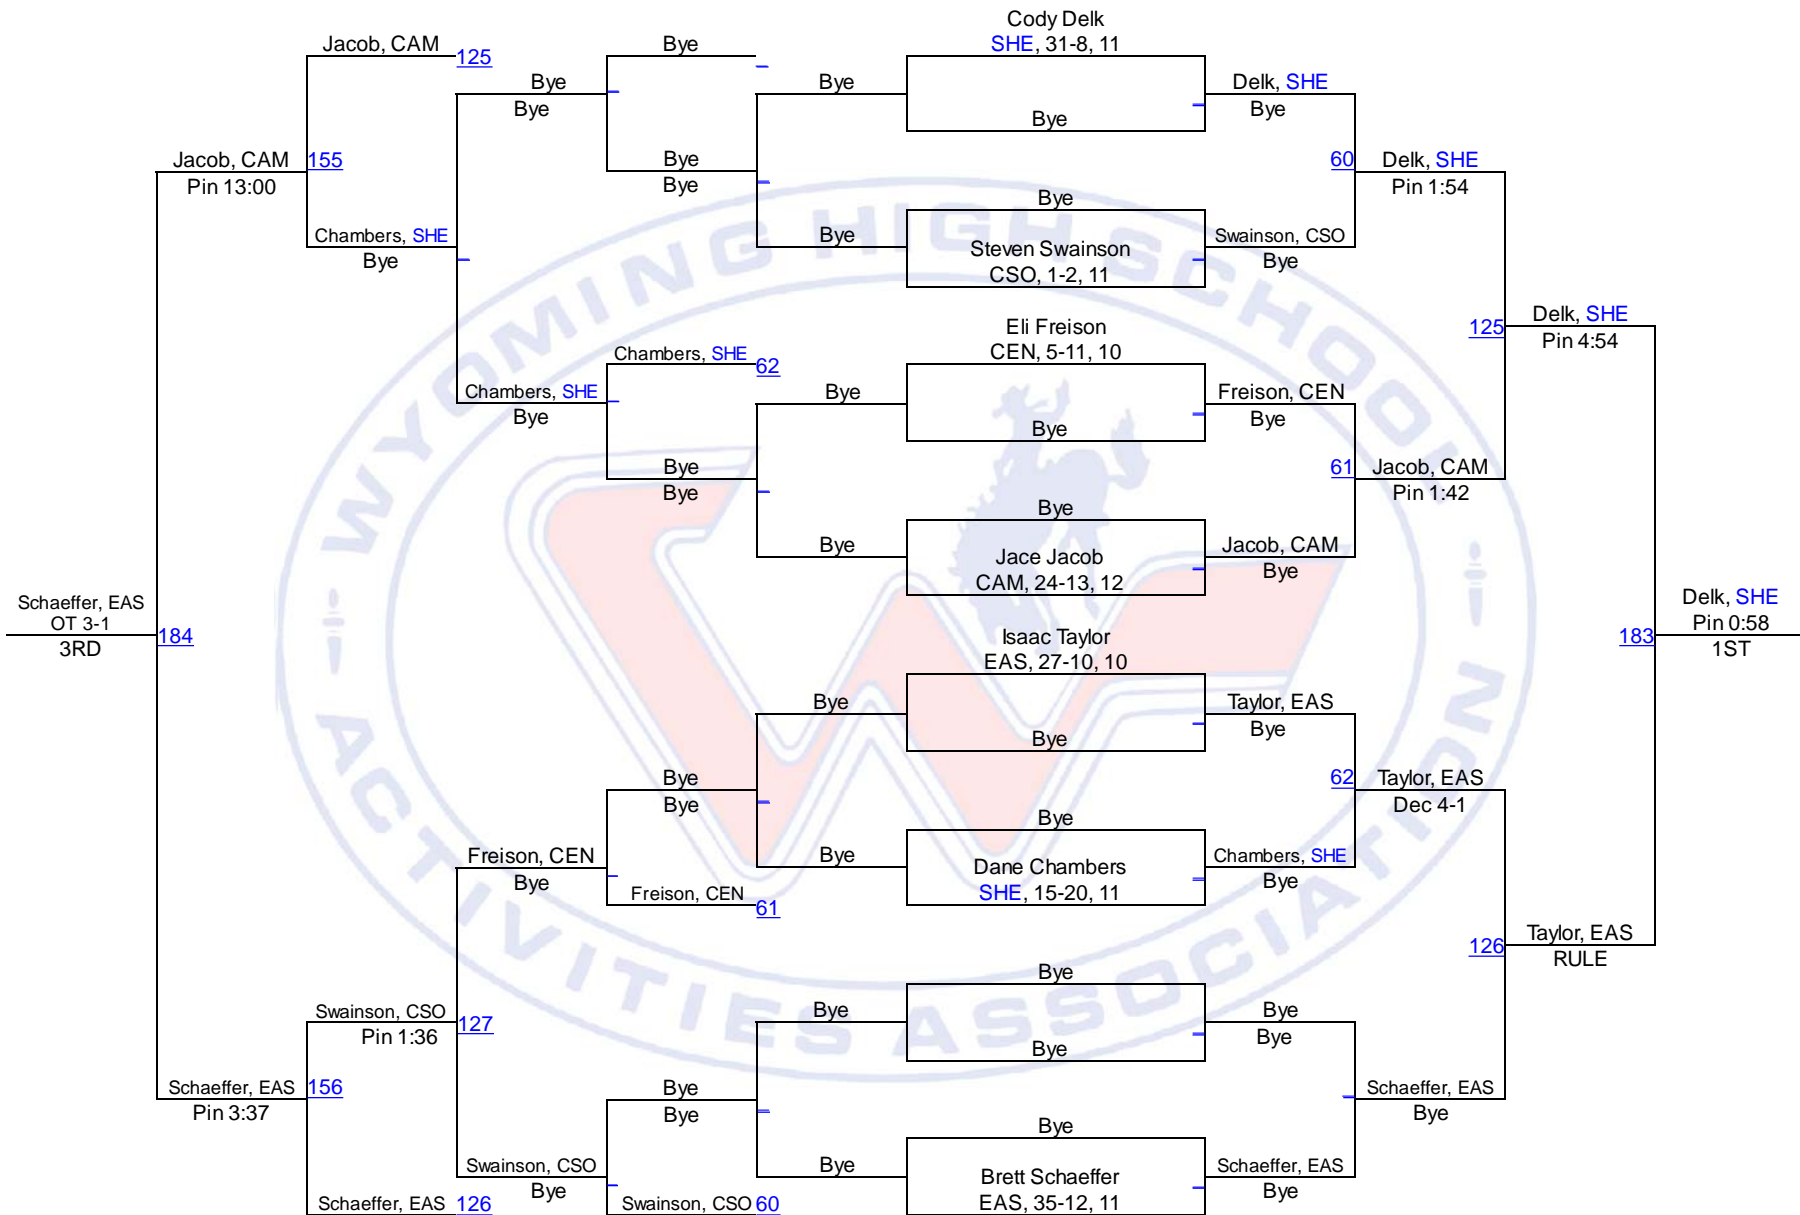 Cody Delk
SHE, 31-8, 11
Bye
Bye
Steven Swainson
CSO, 1-2, 11
Eli Freison
CEN, 5-11, 10
Bye
Bye
Jace Jacob
CAM, 24-13, 12
Isaac Taylor
EAS, 27-10, 10
Bye
Bye
Dane Chambers
SHE, 15-20, 11
Bye
Bye
Bye
Brett Schaeffer
EAS, 35-12, 11
Delk, SHE
Bye
Swainson, CSO
Bye
Freison, CEN
Bye
Jacob, CAM
Bye
Taylor, EAS
Bye
Chambers, SHE
Bye
Bye
Bye
Schaeffer, EAS
Bye
60
Delk, SHE
Pin 1:54
61
Jacob, CAM
Pin 1:42
62
Taylor, EAS
Dec 4-1
Schaeffer, EAS
Bye
125
Delk, SHE
Pin 4:54
126
Taylor, EAS
RULE
183
Delk, SHE
Pin 0:58
1ST
Bye
Bye
Bye
Bye
Bye
Bye
Bye
Bye
Bye
Bye
Bye
Chambers, SHE
62
Bye
Bye
Bye
Bye
Freison, CEN
61
Bye
Bye
Swainson, CSO
60
Bye
Bye
Chambers, SHE
Bye
Freison, CEN
Bye
Swainson, CSO
Bye
Jacob, CAM
125
Chambers, SHE
Bye
Swainson, CSO
Pin 1:36
127
Schaeffer, EAS
126
Jacob, CAM
Pin 13:00
155
Schaeffer, EAS
Pin 3:37
156
Schaeffer, EAS
OT 3-1
3RD
184
WYOMING HIGH SCHOOL
ACTIVITIES ASSOCIATION